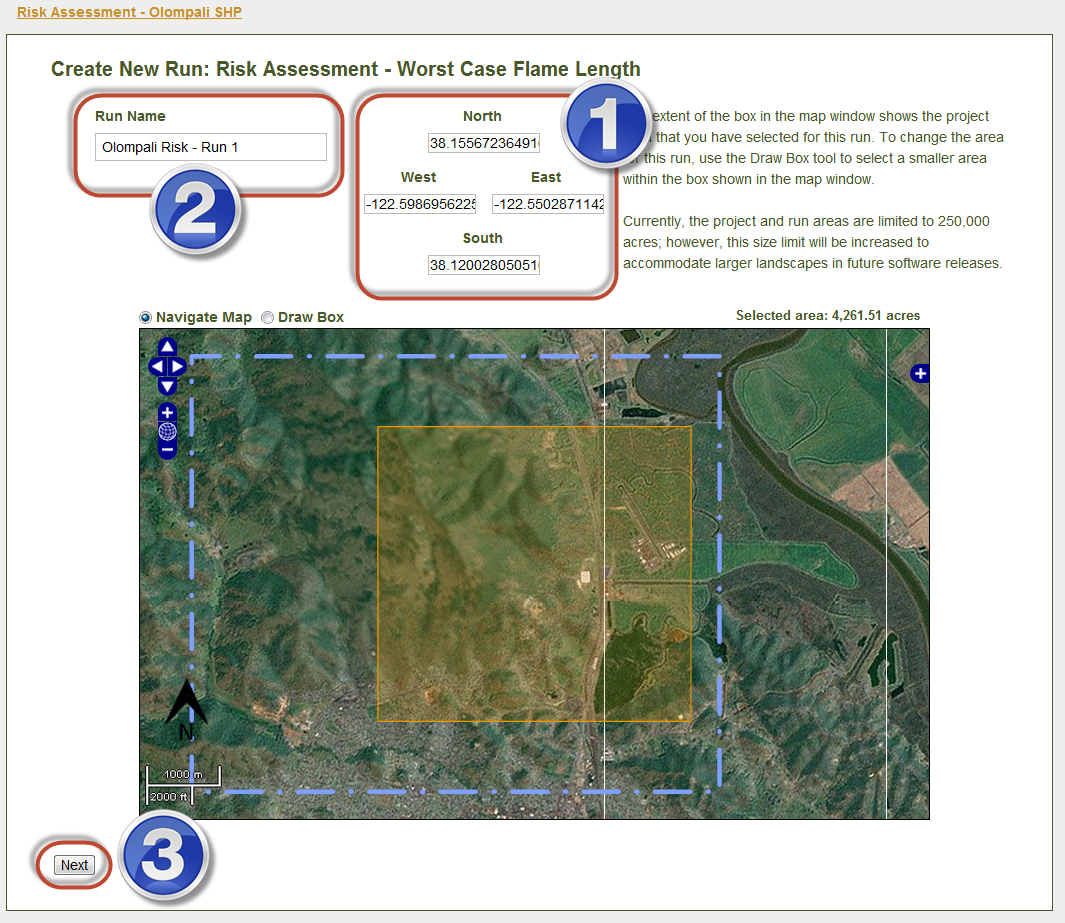 Risk Assessment - Olompali SHP
Create New Run: Risk Assessment - Worst Case Flame Length
Run Name
Olompali Risk - Run 1
2
North
38.15567236491
West
East
-122.5986956225
-122.5502871142
South
38.12002805051
1
extent of the box in the map window shows the project
that you have selected for this run. To change the area
this run, use the Draw Box tool to select a smaller area
within the box shown in the map window.
Currently, the project and run areas are limited to 250,000
acres; however, this size limit will be increased to
accommodate larger landscapes in future software releases.
Navigate Map
Draw Box
Selected area: 4,261.51 acres
N
1000 m
2000 ft
Next
3